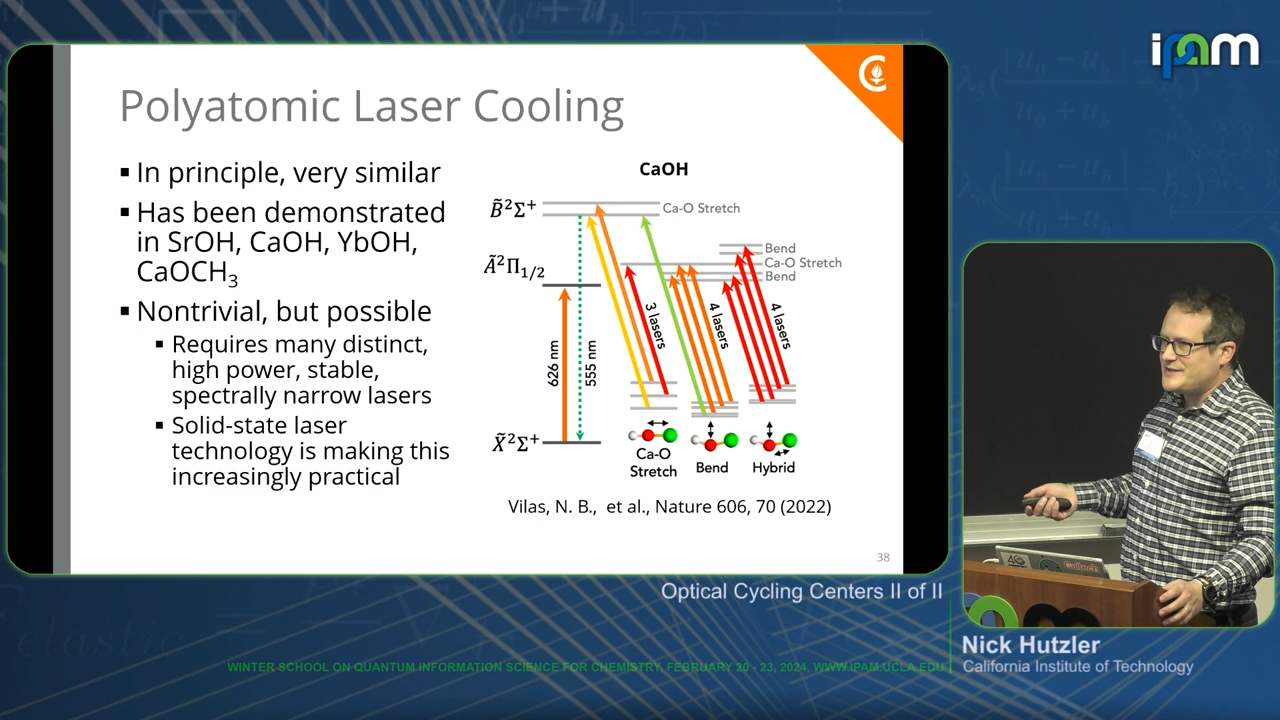 ipam
Polyatomic Laser Cooling
▪ In principle, very similar
▪ Has been demonstrated
in SrOH, CaOH, YbOH,
CaOCH₃
▪ Nontrivial, but possible
▪ Requires many distinct,
high power, stable,
spectrally narrow lasers
▪ Solid-state laser
technology is making this
increasingly practical
CaOH
B̃²Σ⁺
Ca-O Stretch
Ã²Π₁/₂
Bend
Ca-O Stretch
Bend
626 nm
555 nm
3 lasers
4 lasers
4 lasers
X̃²Σ⁺
Ca-O
Stretch
Bend
Hybrid
Vilas, N. B., et al., Nature 606, 70 (2022)
38
Caltech
Optical Cycling Centers II of II
Nick Hutzler
California Institute of Technology
WINTER SCHOOL ON QUANTUM INFORMATION SCIENCE FOR CHEMISTRY, FEBRUARY 20 - 23, 2024, WWW.IPAM.UCLA.EDU
elastic